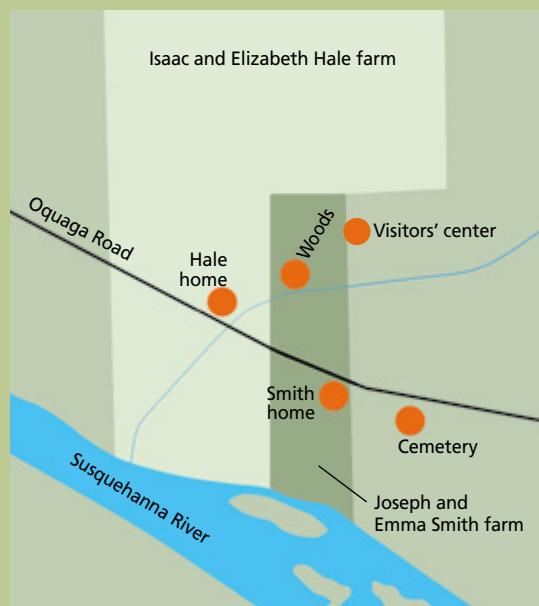 Isaac and Elizabeth Hale farm
Oquaga Road
Woods
Visitors’ center
Hale
home
Smith
home
Cemetery
Susquehanna River
Joseph and
Emma Smith farm